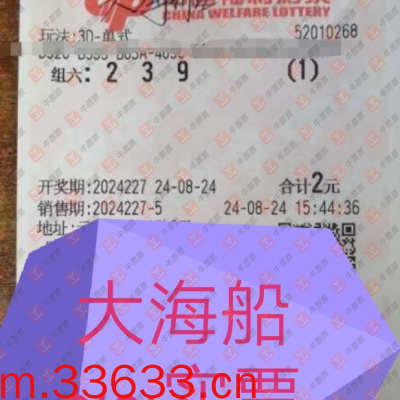 CHINA WELFARE LOTTERY
玩法:3D-单式 52010268
组六: 2 3 9 (1)
开奖期:2024227 24-08-24 合计2元
销售期:2024227-5 24-08-24 15:44:36
地址:
大海船
m.33633.cn